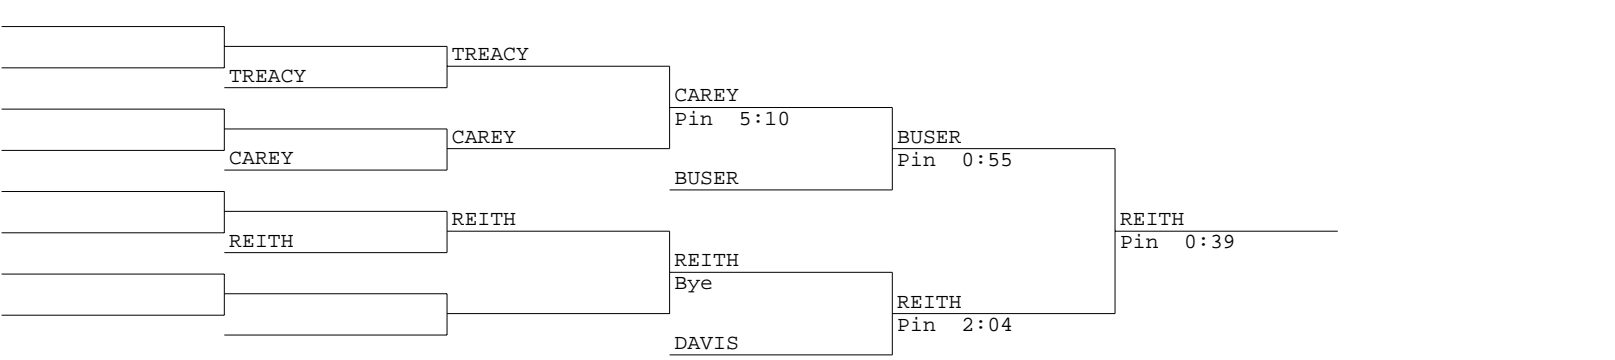 TREACY
TREACY
CAREY
Pin 5:10
CAREY
BUSER
CAREY
Pin 0:55
BUSER
REITH
REITH
REITH
Pin 0:39
REITH
Bye
REITH
Pin 2:04
DAVIS